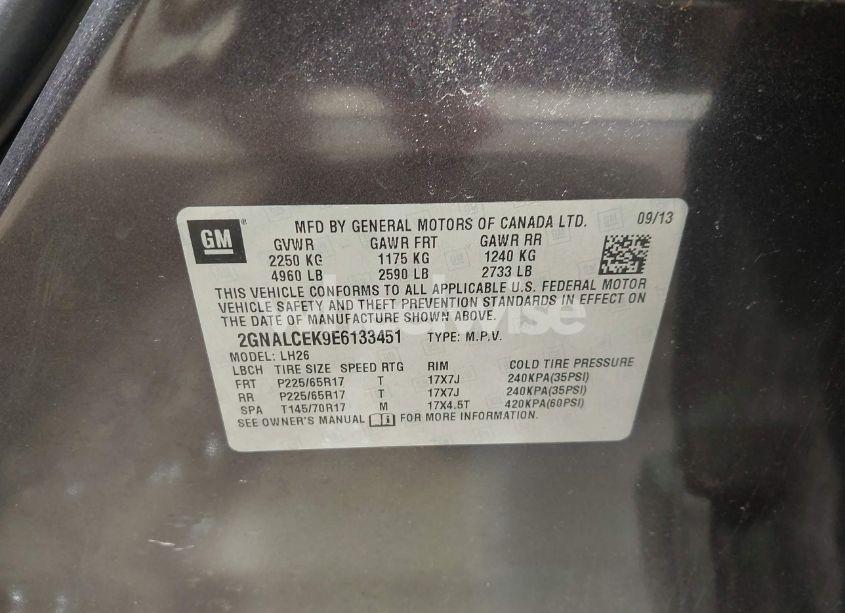 GM
MFD BY GENERAL MOTORS OF CANADA LTD. 09/13
GVWR GAWR FRT GAWR RR
2250 KG 1175 KG 1240 KG
4960 LB 2590 LB 2733 LB
THIS VEHICLE CONFORMS TO ALL APPLICABLE U.S. FEDERAL MOTOR
VEHICLE SAFETY AND THEFT PREVENTION STANDARDS IN EFFECT ON
THE DATE OF MANUFACTURE SHOWN ABOVE.
2GNALCEK9E6133451 TYPE: M.P.V.
MODEL: LH26
LBCH TIRE SIZE SPEED RTG RIM COLD TIRE PRESSURE
FRT P225/65R17 T 17X7J 240KPA(35PSI)
RR P225/65R17 T 17X7J 240KPA(35PSI)
SPA T145/70R17 M 17X4.5T 420KPA(60PSI)
SEE OWNER'S MANUAL FOR MORE INFORMATION.